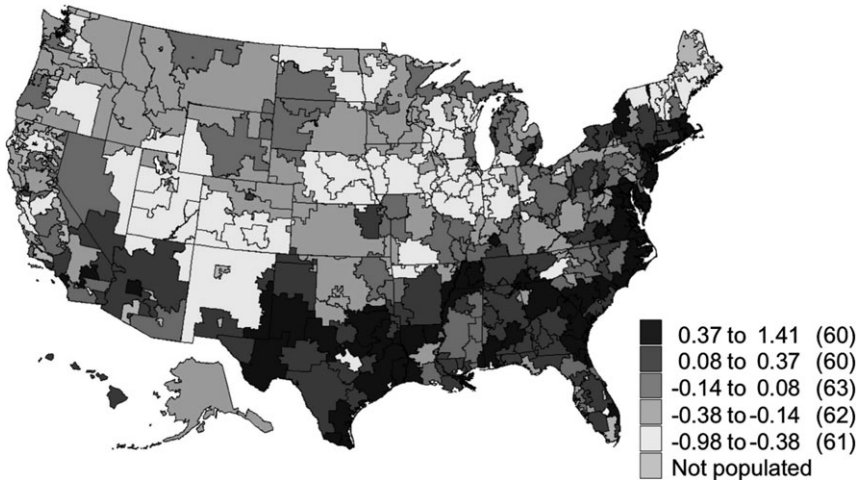 0.37 to 1.41 (60)
0.08 to 0.37 (60)
-0.14 to 0.08 (63)
-0.38 to -0.14 (62)
-0.98 to -0.38 (61)
Not populated